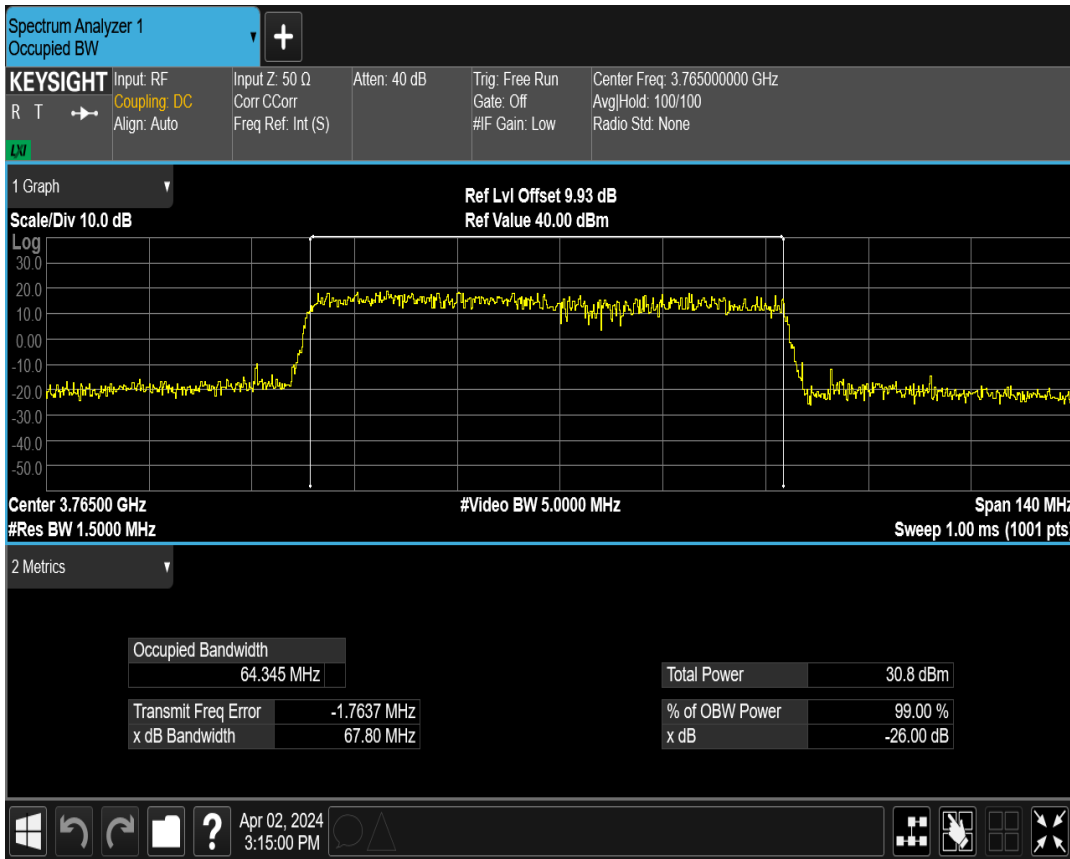 Spectrum Analyzer 1
Occupied BW
+
KEYSIGHT
R T
LXI
Input: RF
Coupling: DC
Align: Auto
Input Z: 50 Ω
Corr CCorr
Freq Ref: Int (S)
Atten: 40 dB
Trig: Free Run
Gate: Off
#IF Gain: Low
Center Freq: 3.765000000 GHz
Avg|Hold: 100/100
Radio Std: None
1 Graph
Scale/Div 10.0 dB
Ref Lvl Offset 9.93 dB
Ref Value 40.00 dBm
Log
30.0
20.0
10.0
0.00
-10.0
-20.0
-30.0
-40.0
-50.0
Center 3.76500 GHz
#Video BW 5.0000 MHz
Span 140 MHz
#Res BW 1.5000 MHz
Sweep 1.00 ms (1001 pts)
2 Metrics
Occupied Bandwidth
64.345 MHz
Total Power 30.8 dBm
Transmit Freq Error -1.7637 MHz
% of OBW Power 99.00 %
x dB Bandwidth 67.80 MHz
x dB -26.00 dB
?
Apr 02, 2024
3:15:00 PM